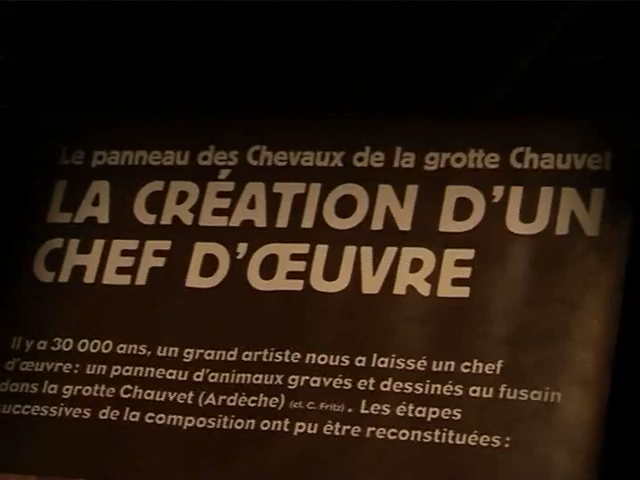 Le panneau des Chevaux de la grotte Chauvet
LA CRÉATION D'UN
CHEF D'ŒUVRE
Il y a 30 000 ans, un grand artiste nous a laissé un chef
d'œuvre : un panneau d'animaux gravés et dessinés au fusain
dans la grotte Chauvet (Ardèche) (cl. C. Fritz). Les étapes
successives de la composition ont pu être reconstituées :